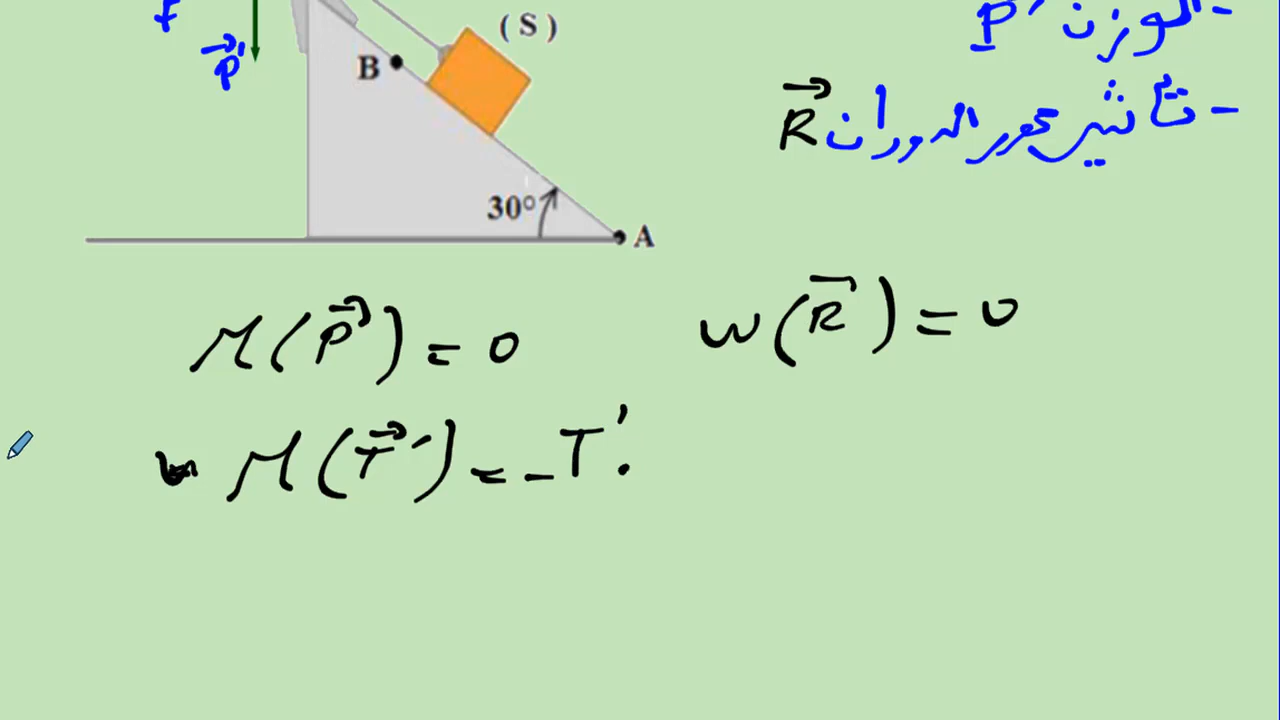 ( S )
- الوزن P'
P'
B
- تأثير محور الدوران R
30°
A
M(P) = 0
W(R) = 0
M(T') = - T'.